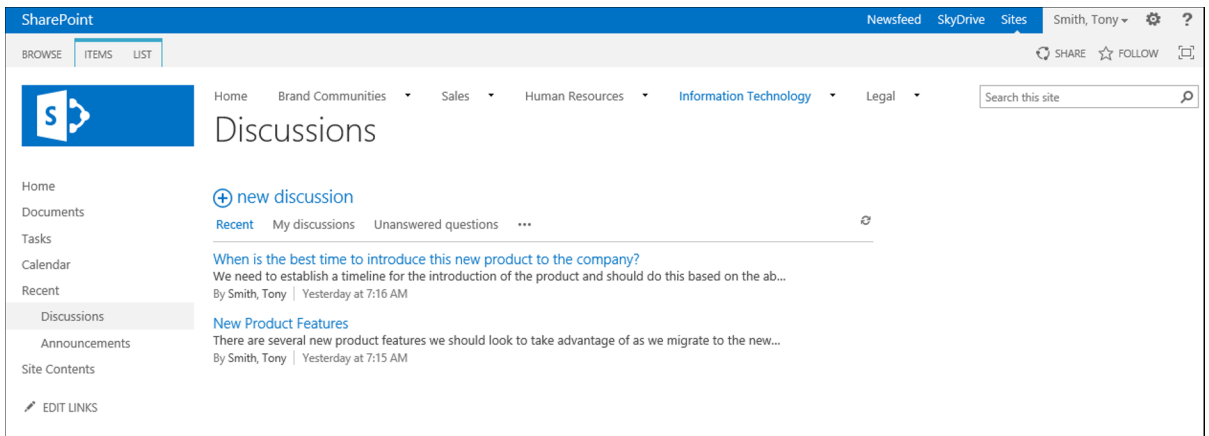 SharePoint Newsfeed SkyDrive Sites Smith, Tony ?
BROWSE ITEMS LIST SHARE FOLLOW
S
Home Brand Communities Sales Human Resources Information Technology Legal Search this site
Discussions
Home
Documents
Tasks
Calendar
Recent
Discussions
Announcements
Site Contents
EDIT LINKS
new discussion
Recent My discussions Unanswered questions ...
When is the best time to introduce this new product to the company?
We need to establish a timeline for the introduction of the product and should do this based on the ab...
By Smith, Tony | Yesterday at 7:16 AM
New Product Features
There are several new product features we should look to take advantage of as we migrate to the new...
By Smith, Tony | Yesterday at 7:15 AM